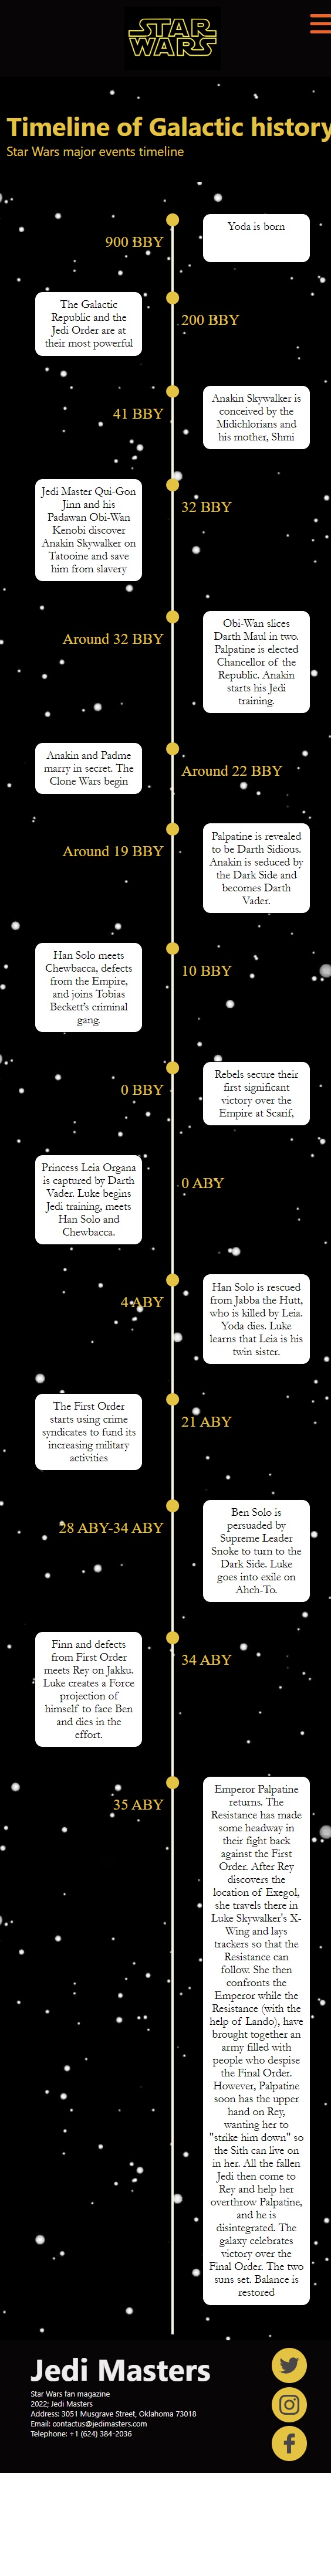 STAR
WARS
Timeline of Galactic history
Star Wars major events timeline
900 BBY
Yoda is born
The Galactic
Republic and the
Jedi Order are at
their most powerful
200 BBY
41 BBY
Anakin Skywalker is
conceived by the
Midichlorians and
his mother, Shmi
Jedi Master Qui-Gon
Jinn and his
Padawan Obi-Wan
Kenobi discover
Anakin Skywalker on
Tatooine and save
him from slavery
32 BBY
Around 32 BBY
Obi-Wan slices
Darth Maul in two.
Palpatine is elected
Chancellor of the
Republic. Anakin
starts his Jedi
training.
Anakin and Padme
marry in secret. The
Clone Wars begin
Around 22 BBY
Around 19 BBY
Palpatine is revealed
to be Darth Sidious.
Anakin is seduced by
the Dark Side and
becomes Darth
Vader.
Han Solo meets
Chewbacca, defects
from the Empire,
and joins Tobias
Beckett's criminal
gang.
10 BBY
0 BBY
Rebels secure their
first significant
victory over the
Empire at Scarif,
Princess Leia Organa
is captured by Darth
Vader. Luke begins
Jedi training, meets
Han Solo and
Chewbacca.
0 ABY
4 ABY
Han Solo is rescued
from Jabba the Hutt,
who is killed by Leia.
Yoda dies. Luke
learns that Leia is his
twin sister.
The First Order
starts using crime
syndicates to fund its
increasing military
activities
21 ABY
28 ABY-34 ABY
Ben Solo is
persuaded by
Supreme Leader
Snoke to turn to the
Dark Side. Luke
goes into exile on
Ahch-To.
Finn and defects
from First Order
meets Rey on Jakku.
Luke creates a Force
projection of
himself to face Ben
and dies in the
effort.
34 ABY
35 ABY
Emperor Palpatine
returns. The
Resistance has made
some headway in
their fight back
against the First
Order. After Rey
discovers the
location of Exegol,
she travels there in
Luke Skywalker's X-
Wing and lays
trackers so that the
Resistance can
follow. She then
confronts the
Emperor while the
Resistance (with the
help of Lando), have
brought together an
army filled with
people who despise
the Final Order.
However, Palpatine
soon has the upper
hand on Rey,
wanting her to
"strike him down" so
the Sith can live on
in her. All the fallen
Jedi then come to
Rey and help her
overthrow Palpatine,
and he is
disintegrated. The
galaxy celebrates
victory over the
Final Order. The two
suns set. Balance is
restored
Jedi Masters
Star Wars fan magazine
2022; Jedi Masters
Address: 3051 Musgrave Street, Oklahoma 73018
Email: contactus@jedimasters.com
Telephone: +1 (624) 384-2036